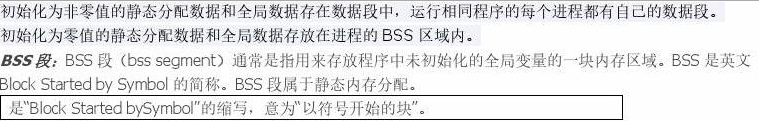 初始化为非零值的静态分配数据和全局数据存在数据段中，运行相同程序的每个进程都有自己的数据段。
初始化为零值的静态分配数据和全局数据存放在进程的 BSS 区域内。
BSS 段：BSS 段（bss segment）通常是指用来存放程序中未初始化的全局变量的一块内存区域。BSS 是英文
Block Started by Symbol 的简称。BSS 段属于静态内存分配。
是“Block Started bySymbol”的缩写，意为“以符号开始的块”。